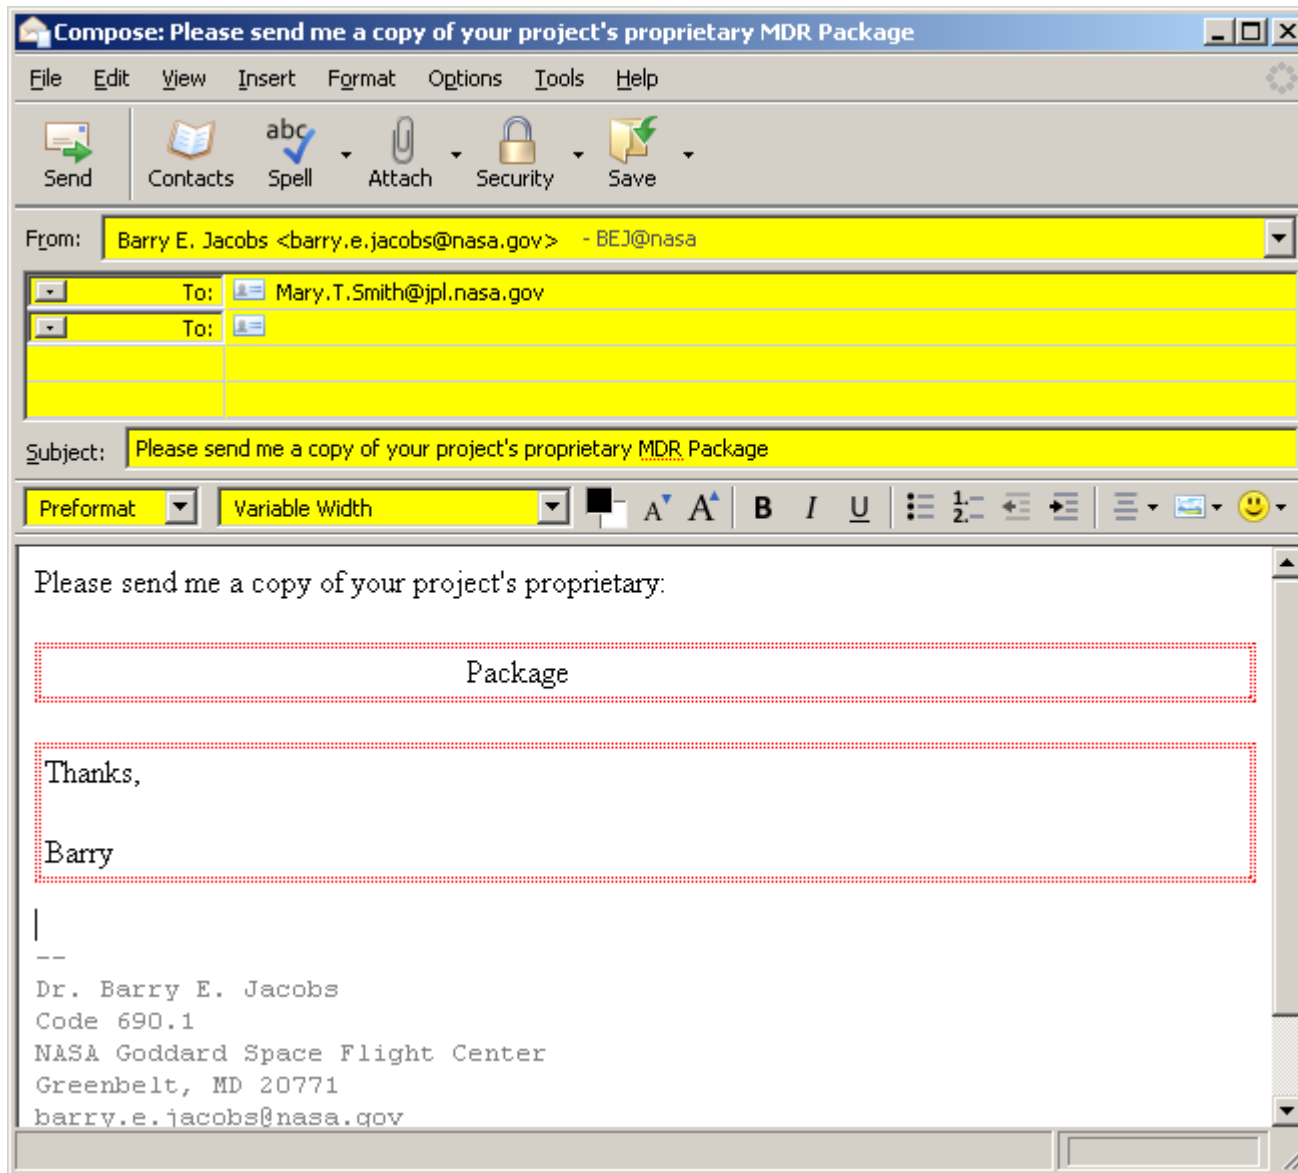 Compose: Please send me a copy of your project's proprietary MDR Package
File Edit View Insert Format Options Tools Help
abc
Send Contacts Spell Attach Security Save
From: Barry E. Jacobs <barry.e.jacobs@nasa.gov> - BEJ@nasa
To: Mary.T.Smith@jpl.nasa.gov
To:
Subject: Please send me a copy of your project's proprietary MDR Package
Preformat Variable Width A A B I U 1. 2.
Please send me a copy of your project's proprietary:
Package
Thanks,
Barry
--
Dr. Barry E. Jacobs
Code 690.1
NASA Goddard Space Flight Center
Greenbelt, MD 20771
barry.e.jacobs@nasa.gov